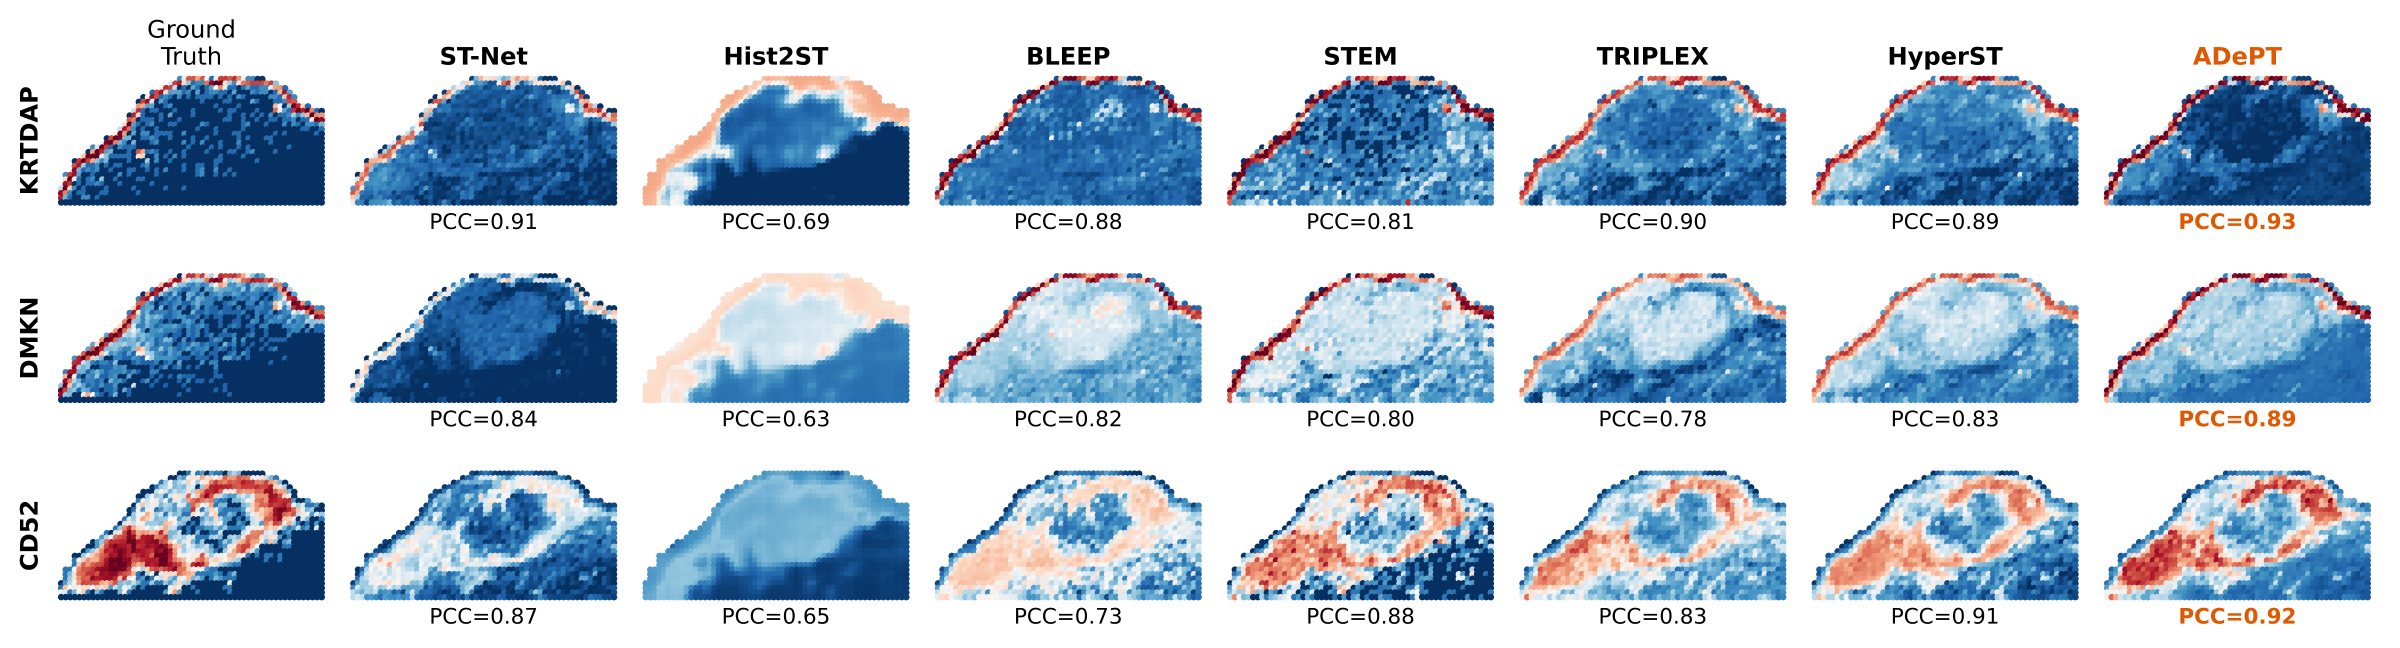 Ground
Truth
ST-Net
Hist2ST
BLEEP
STEM
TRIPLEX
HyperST
ADePT
KRTDAP
PCC=0.91
PCC=0.69
PCC=0.88
PCC=0.81
PCC=0.90
PCC=0.89
PCC=0.93
DMKN
PCC=0.84
PCC=0.63
PCC=0.82
PCC=0.80
PCC=0.78
PCC=0.83
PCC=0.89
CD52
PCC=0.87
PCC=0.65
PCC=0.73
PCC=0.88
PCC=0.83
PCC=0.91
PCC=0.92